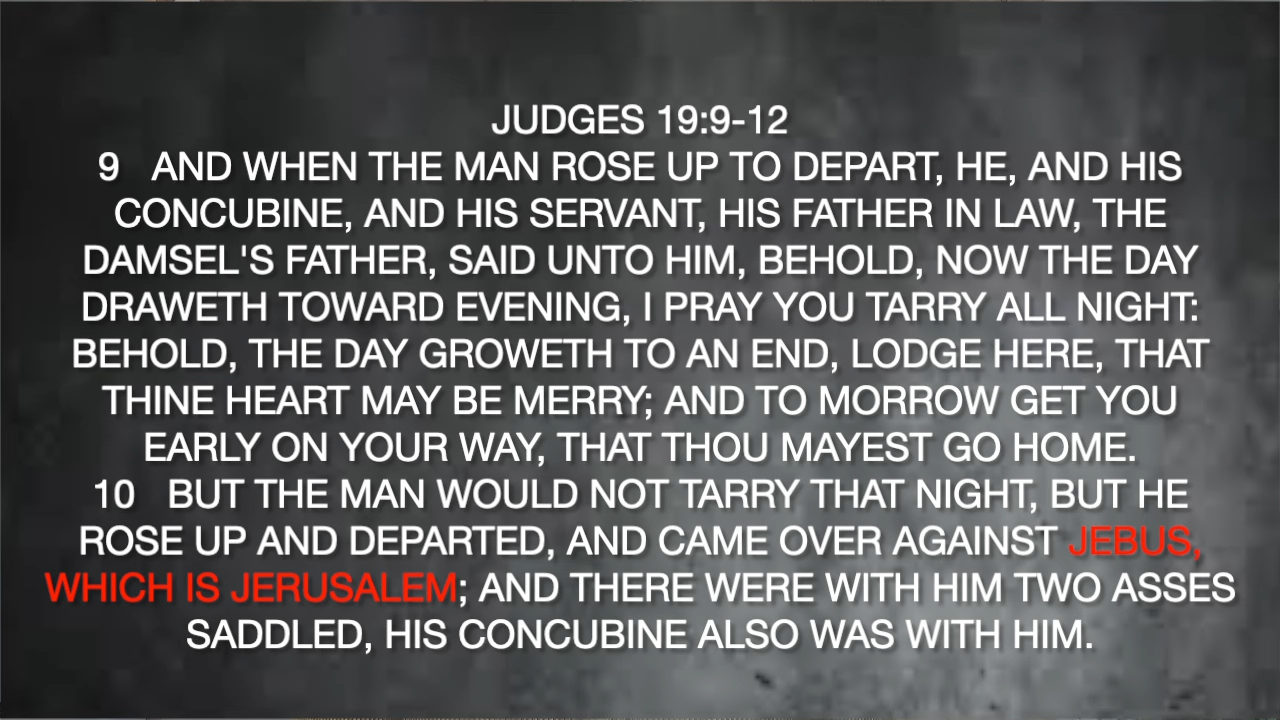 JUDGES 19:9-12
9 AND WHEN THE MAN ROSE UP TO DEPART, HE, AND HIS
CONCUBINE, AND HIS SERVANT, HIS FATHER IN LAW, THE
DAMSEL'S FATHER, SAID UNTO HIM, BEHOLD, NOW THE DAY
DRAWETH TOWARD EVENING, I PRAY YOU TARRY ALL NIGHT:
BEHOLD, THE DAY GROWETH TO AN END, LODGE HERE, THAT
THINE HEART MAY BE MERRY; AND TO MORROW GET YOU
EARLY ON YOUR WAY, THAT THOU MAYEST GO HOME.
10 BUT THE MAN WOULD NOT TARRY THAT NIGHT, BUT HE
ROSE UP AND DEPARTED, AND CAME OVER AGAINST JEBUS,
WHICH IS JERUSALEM; AND THERE WERE WITH HIM TWO ASSES
SADDLED, HIS CONCUBINE ALSO WAS WITH HIM.